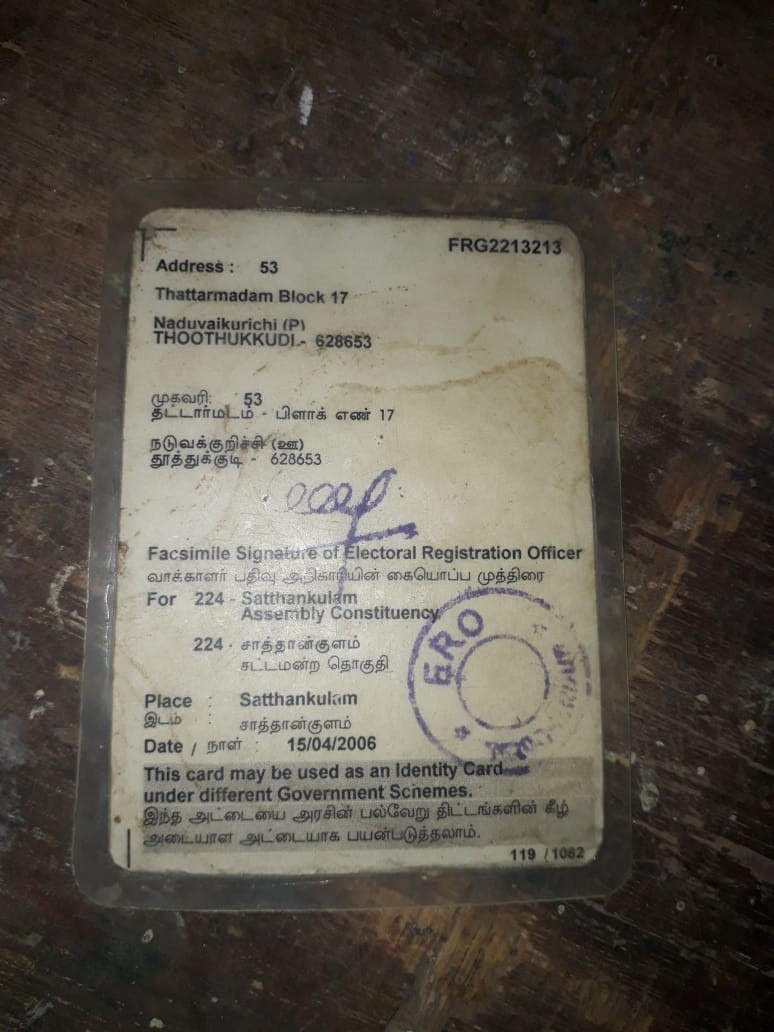 FRG2213213
Address : 53
Thattarmadam Block 17
Naduvaikurichi (P)
THOOTHUKKUDI.- 628653
முகவரி: 53
தட்டார்மடம் - பிளாக் எண் 17
நடுவக்குறிச்சி (ஊ)
தூத்துக்குடி - 628653
Facsimile Signature of Electoral Registration Officer
வாக்காளர் பதிவு அதிகாரியின் கையொப்ப முத்திரை
For 224 - Satthankulam
Assembly Constituency
224 - சாத்தான்குளம்
சட்டமன்ற தொகுதி
ERO
Place : Satthankulam
இடம் : சாத்தான்குளம்
Date / நாள் : 15/04/2006
This card may be used as an Identity Card
under different Government Schemes.
இந்த அட்டையை அரசின் பல்வேறு திட்டங்களின் கீழ்
அடையாள அட்டையாக பயன்படுத்தலாம்.
119 / 1082